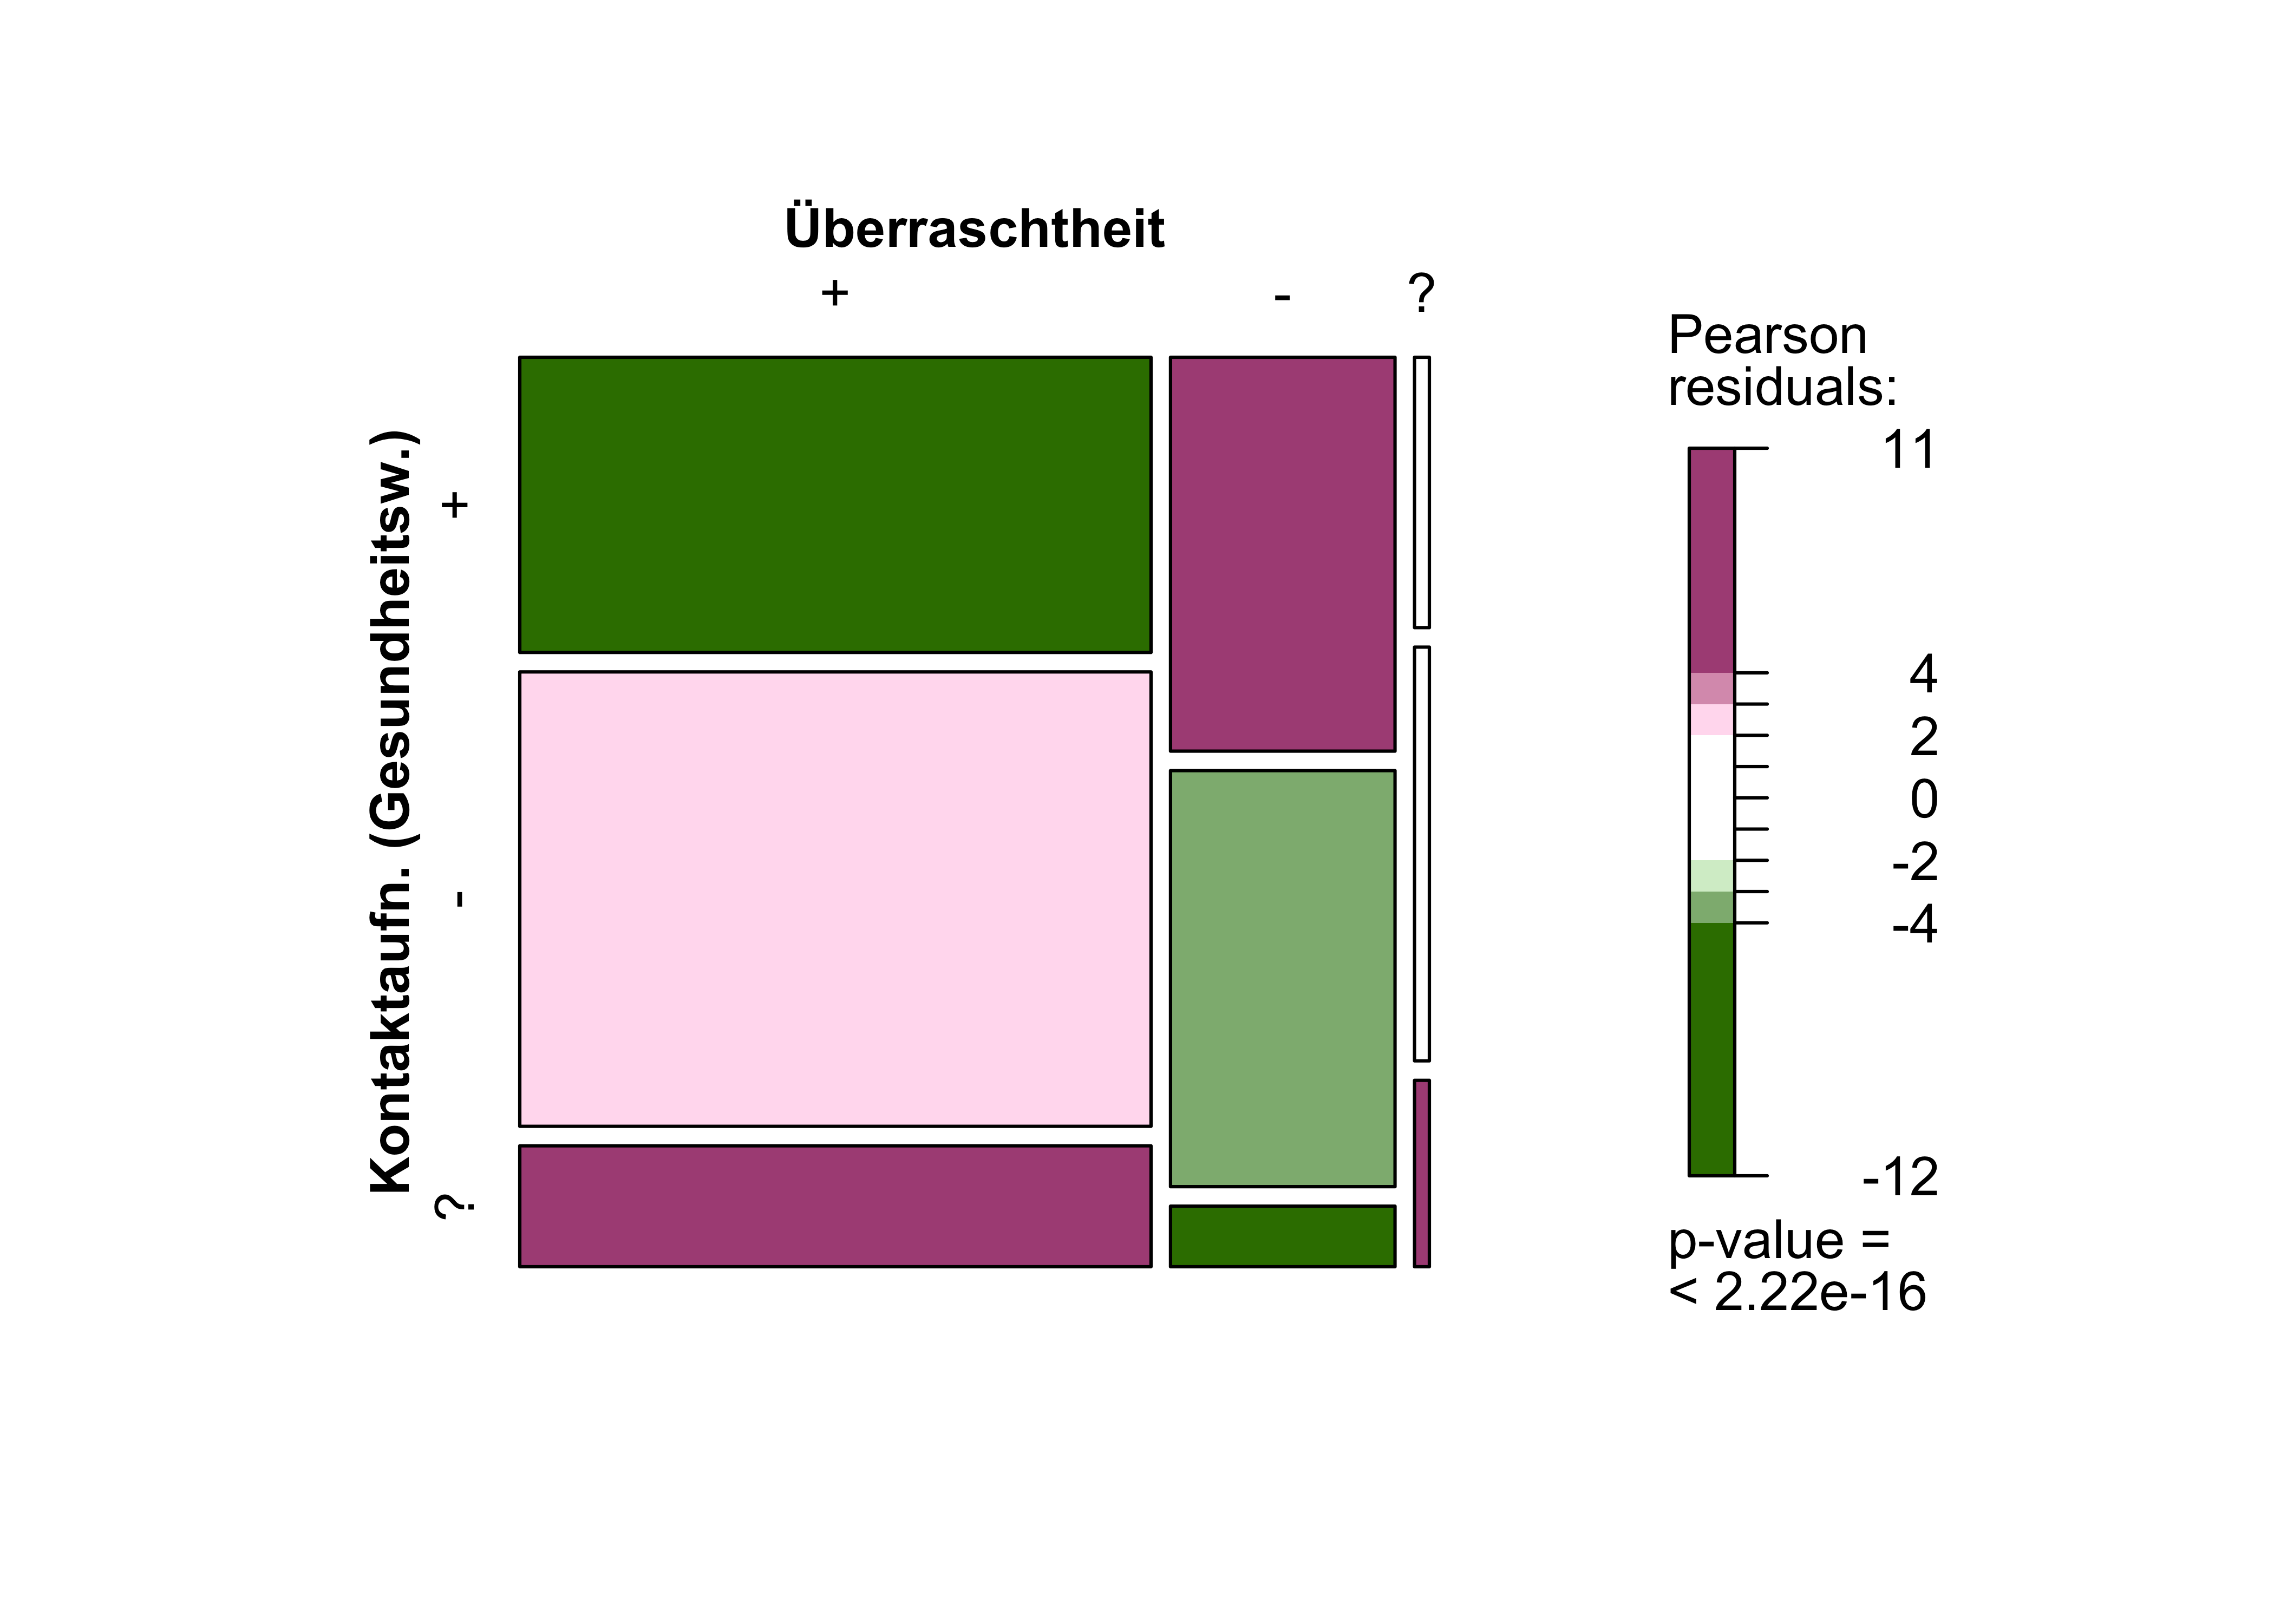 Überraschtheit
+ - ?
Kontaktaufn. (Gesundheitsw.)
+
-
?
Pearson
residuals:
11
4
2
0
-2
-4
-12
p-value =
< 2.22e-16